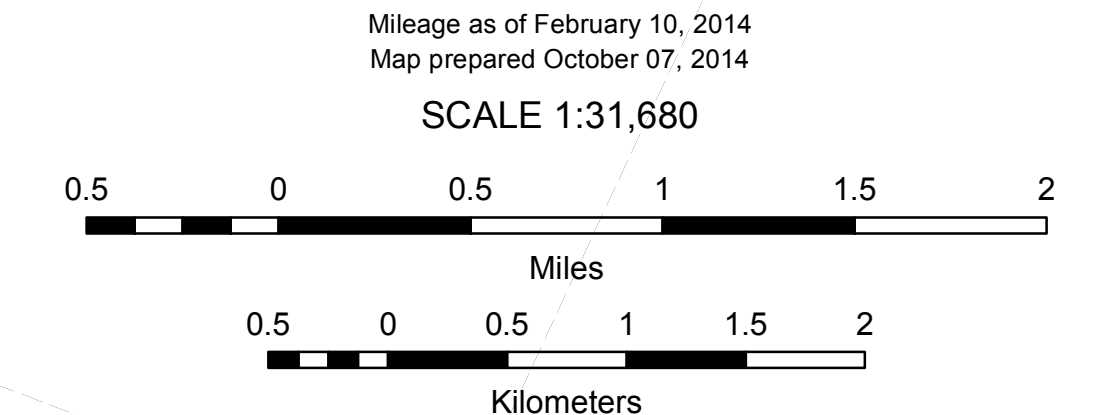 Mileage as of February 10, 2014
Map prepared October 07, 2014
SCALE 1:31,680
0.5 0 0.5 1 1.5 2
Miles
0.5 0 0.5 1 1.5 2
Kilometers